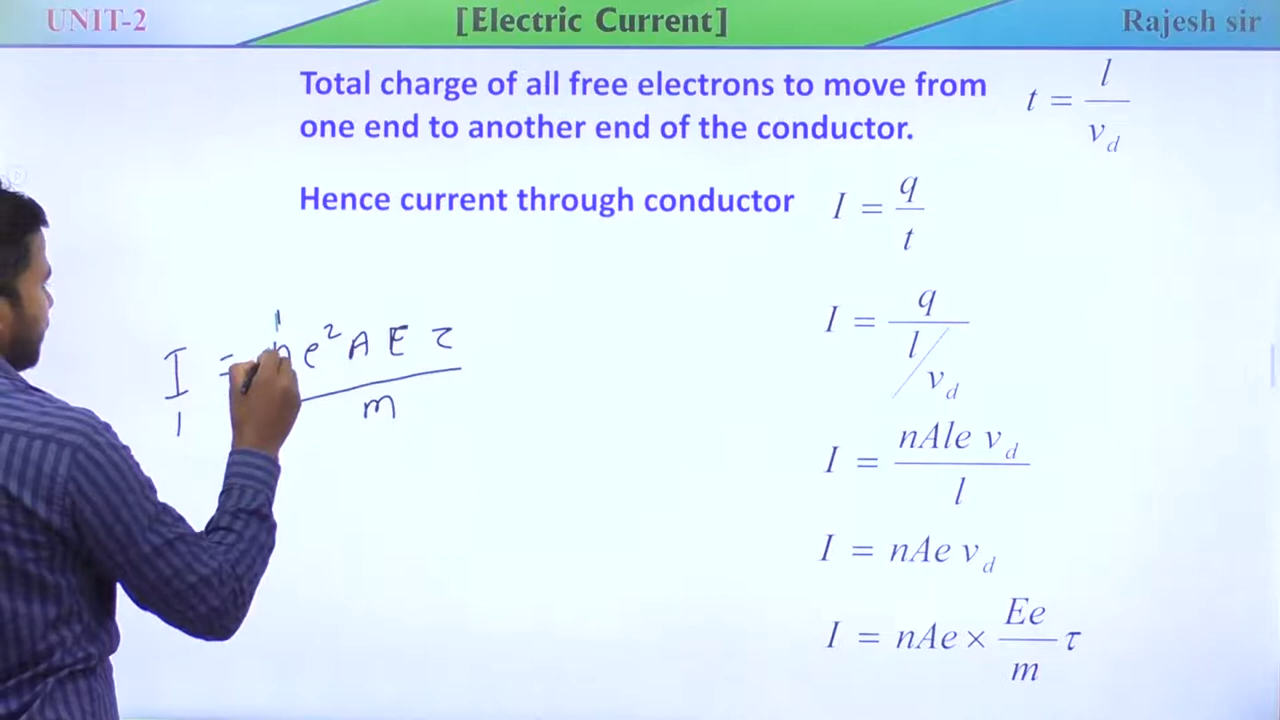 UNIT-2
[Electric Current]
Rajesh sir
Total charge of all free electrons to move from
one end to another end of the conductor.
t = l / v_d
Hence current through conductor I = q / t
I = q / (l / v_d)
I = nAle v_d / l
I = nAe v_d
I = nAe × Ee / m τ
I = n e² A E τ / m